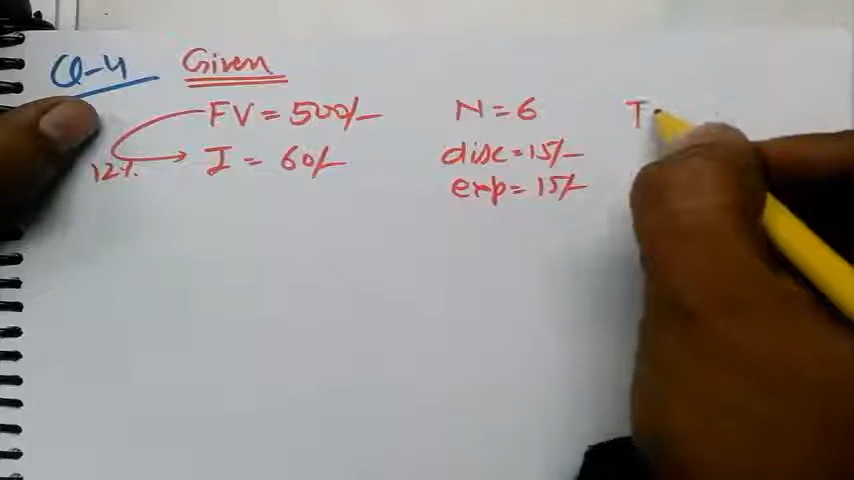 Q-4 Given
FV = 500/- N = 6 T
12% I = 60/- disc = 15/-
exp = 15/-